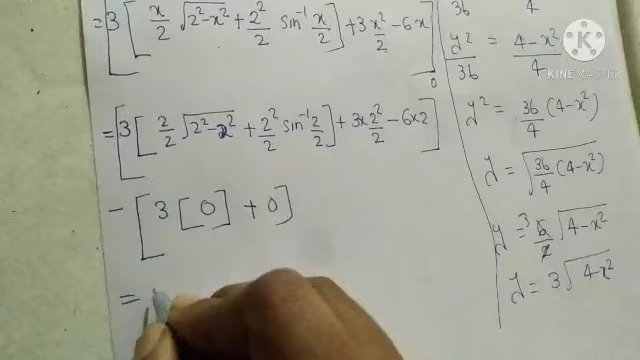 = [3 [x/2 √(2²-x²) + 2²/2 sin⁻¹ x/2] + 3x²/2 - 6x]₀
= [3 [2/2 √(2²-2²) + 2²/2 sin⁻¹ 2/2] + 3×2²/2 - 6×2]
- [3 [0] + 0]
=
36 4
y²/36 = (4-x²)/4
y² = 36/4 (4-x²)
y = √(36/4 (4-x²))
y = 3 6/2 √(4-x²)
y = 3√(4-x²)
KINEMASTER